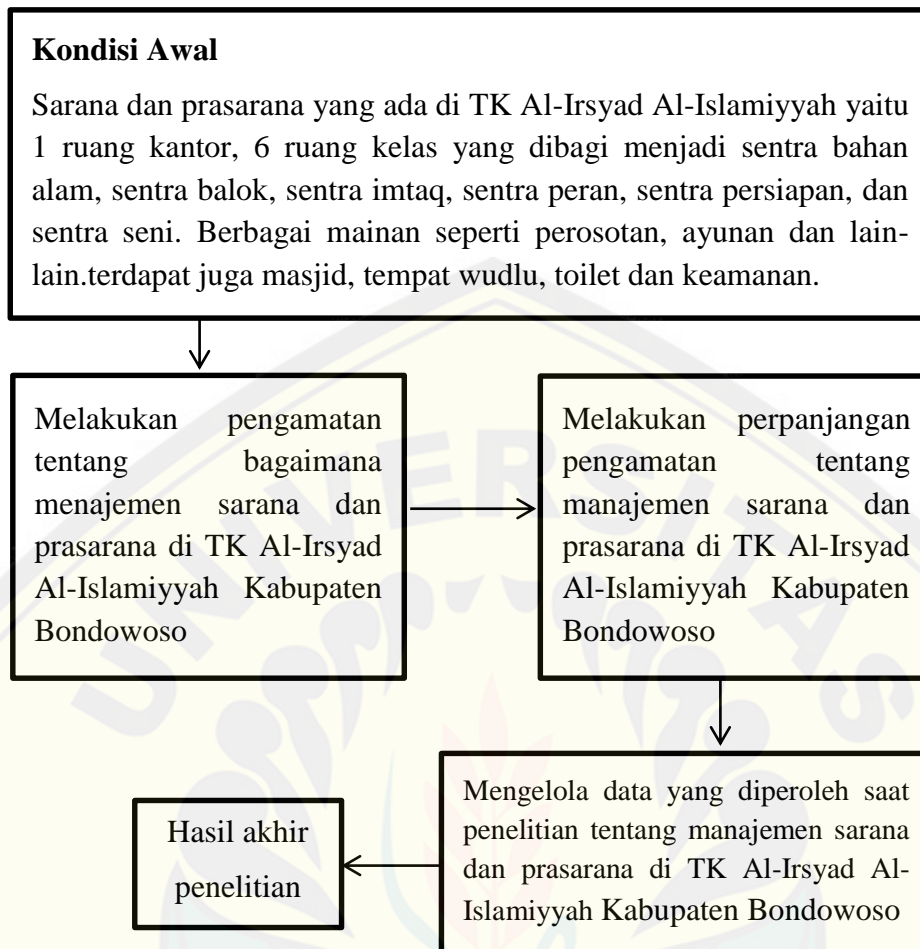 Kondisi Awal
Sarana dan prasarana yang ada di TK Al-Irsyad Al-Islamiyyah yaitu
1 ruang kantor, 6 ruang kelas yang dibagi menjadi sentra bahan
alam, sentra balok, sentra imtaq, sentra peran, sentra persiapan, dan
sentra seni. Berbagai mainan seperti perosotan, ayunan dan lain-
lain.terdapat juga masjid, tempat wudlu, toilet dan keamanan.
Melakukan pengamatan
tentang bagaimana
menajemen sarana dan
prasarana di TK Al-Irsyad
Al-Islamiyyah Kabupaten
Bondowoso
Melakukan perpanjangan
pengamatan tentang
manajemen sarana dan
prasarana di TK Al-Irsyad
Al-Islamiyyah Kabupaten
Bondowoso
Mengelola data yang diperoleh saat
penelitian tentang manajemen sarana
dan prasarana di TK Al-Irsyad Al-
Islamiyyah Kabupaten Bondowoso
Hasil akhir
penelitian
UNIVERSITAS